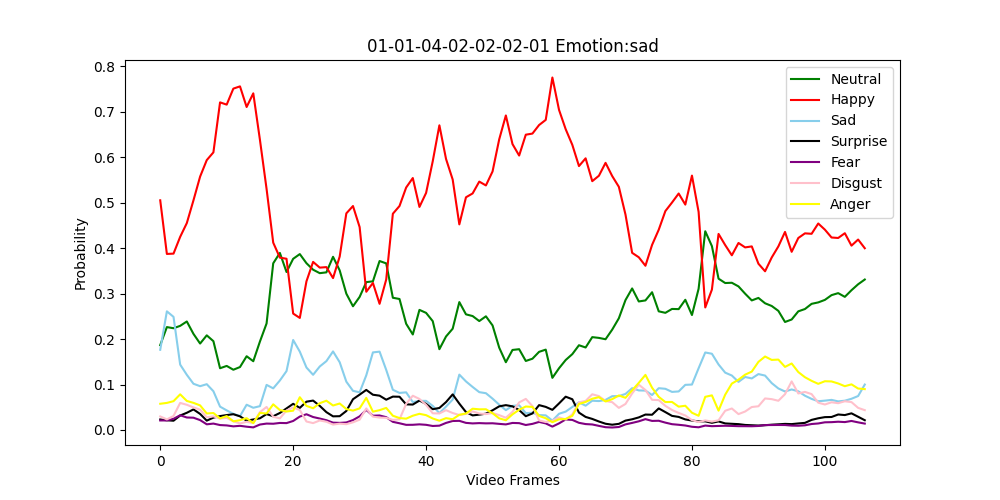 01-01-04-02-02-02-01 Emotion:sad
Probability
0.8
0.7
0.6
0.5
0.4
0.3
0.2
0.1
0.0
0 20 40 60 80 100
Video Frames
Neutral
Happy
Sad
Surprise
Fear
Disgust
Anger